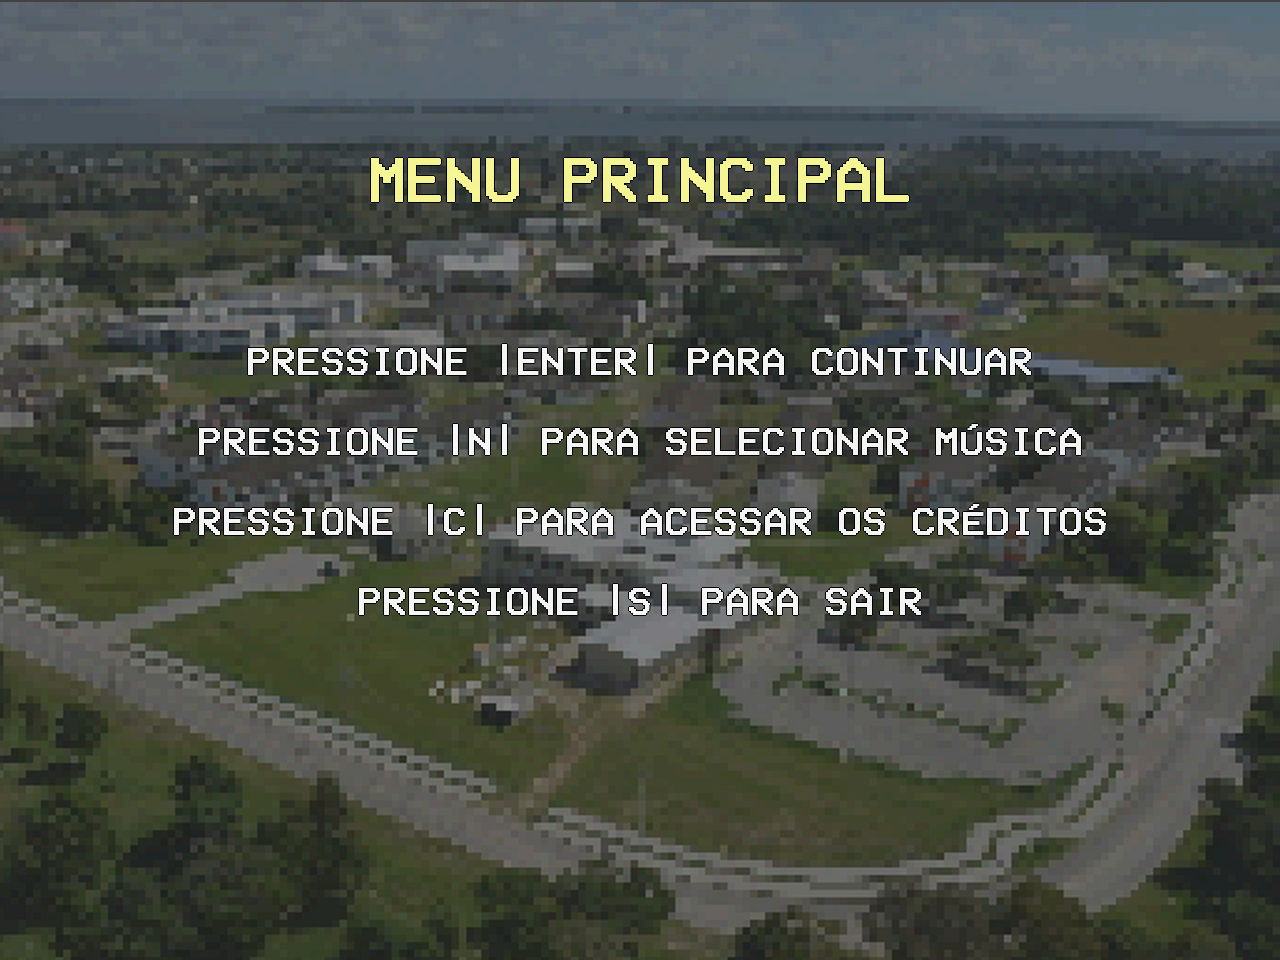 MENU PRINCIPAL
PRESSIONE |ENTER| PARA CONTINUAR
PRESSIONE |N| PARA SELECIONAR MÚSICA
PRESSIONE |C| PARA ACESSAR OS CRÉDITOS
PRESSIONE |S| PARA SAIR